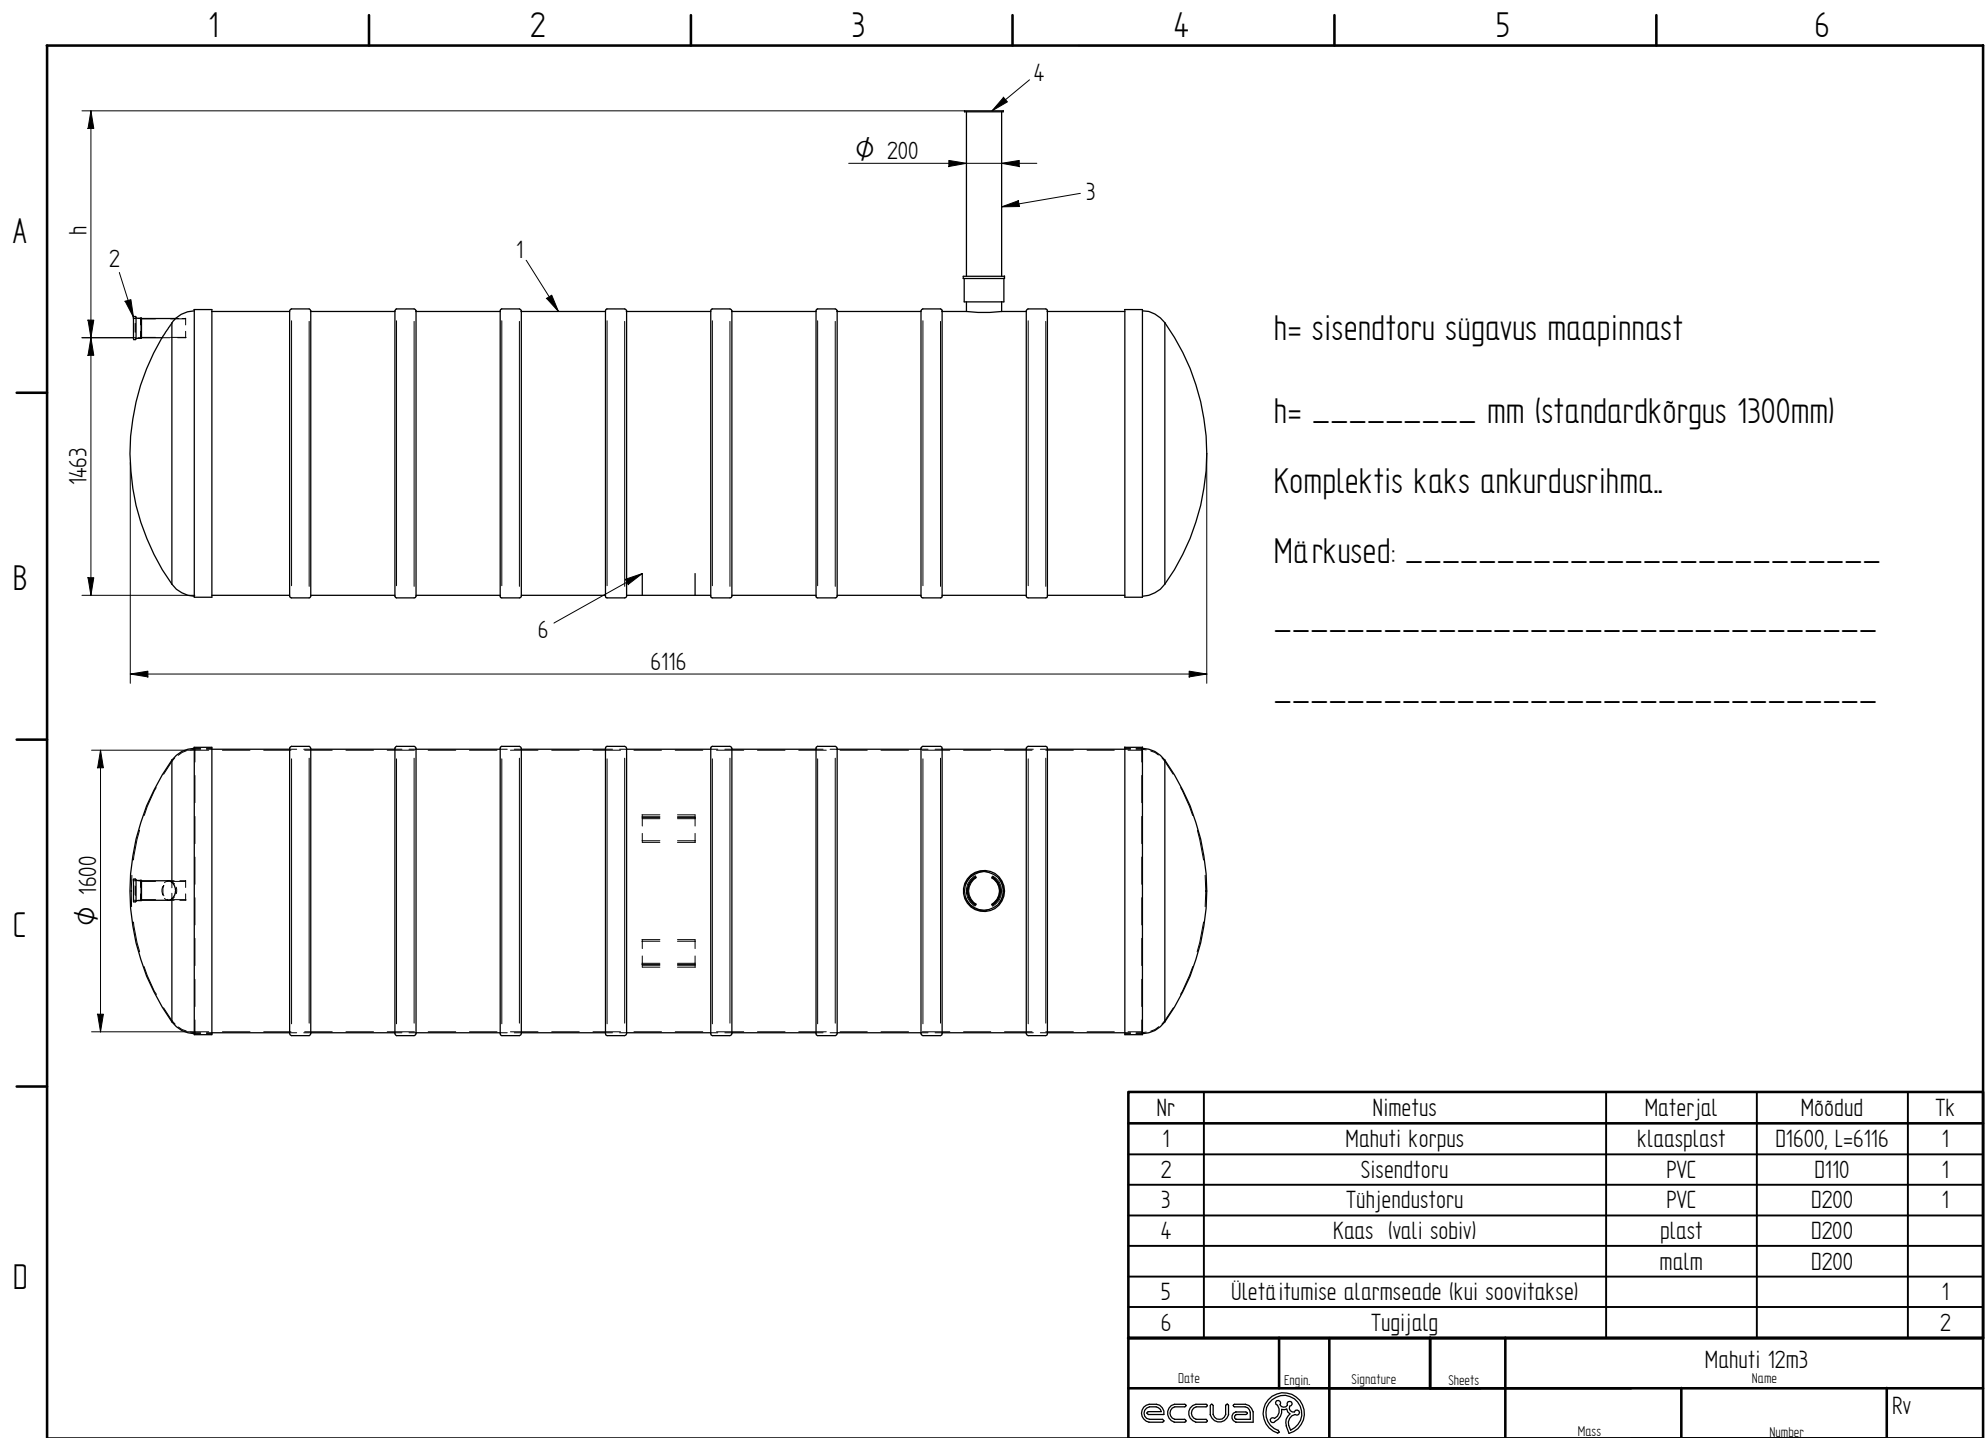 1 2 3 4 5 6
A
B
C
D
4
Φ 200
3
h
2
1
1463
6
6116
h= sisendtoru sügavus maapinnast
h= _________ mm (standardkõrgus 1300mm)
Komplektis kaks ankurdusrihma..
Märkused: __________________________
_________________________________
_________________________________
Φ 1600
Nr Nimetus Materjal Mõõdud Tk
1 Mahuti korpus klaasplast D1600, L=6116 1
2 Sisendtoru PVC D110 1
3 Tühjendustoru PVC D200 1
4 Kaas (vali sobiv) plast D200
malm D200
5 Ületäitumise alarmseade (kui soovitakse) 1
6 Tugijalg 2
Mahuti 12m3
Date Engin. Signature Sheets Name
eccua
Rv
Mass Number